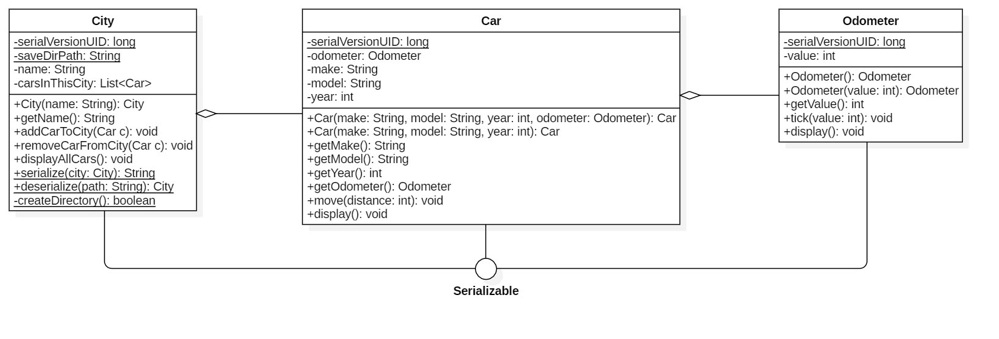 City
-serialVersionUID: long
-saveDirPath: String
-name: String
-carsInThisCity: List<Car>
+City(name: String): City
+getName(): String
+addCarToCity(Car c): void
+removeCarFromCity(Car c): void
+displayAllCars(): void
+serialize(city: City): String
+deserialize(path: String): City
-createDirectory(): boolean
Car
-serialVersionUID: long
-odometer: Odometer
-make: String
-model: String
-year: int
+Car(make: String, model: String, year: int, odometer: Odometer): Car
+Car(make: String, model: String, year: int): Car
+getMake(): String
+getModel(): String
+getYear(): int
+getOdometer(): Odometer
+move(distance: int): void
+display(): void
Odometer
-serialVersionUID: long
-value: int
+Odometer(): Odometer
+Odometer(value: int): Odometer
+getValue(): int
+tick(value: int): void
+display(): void
Serializable